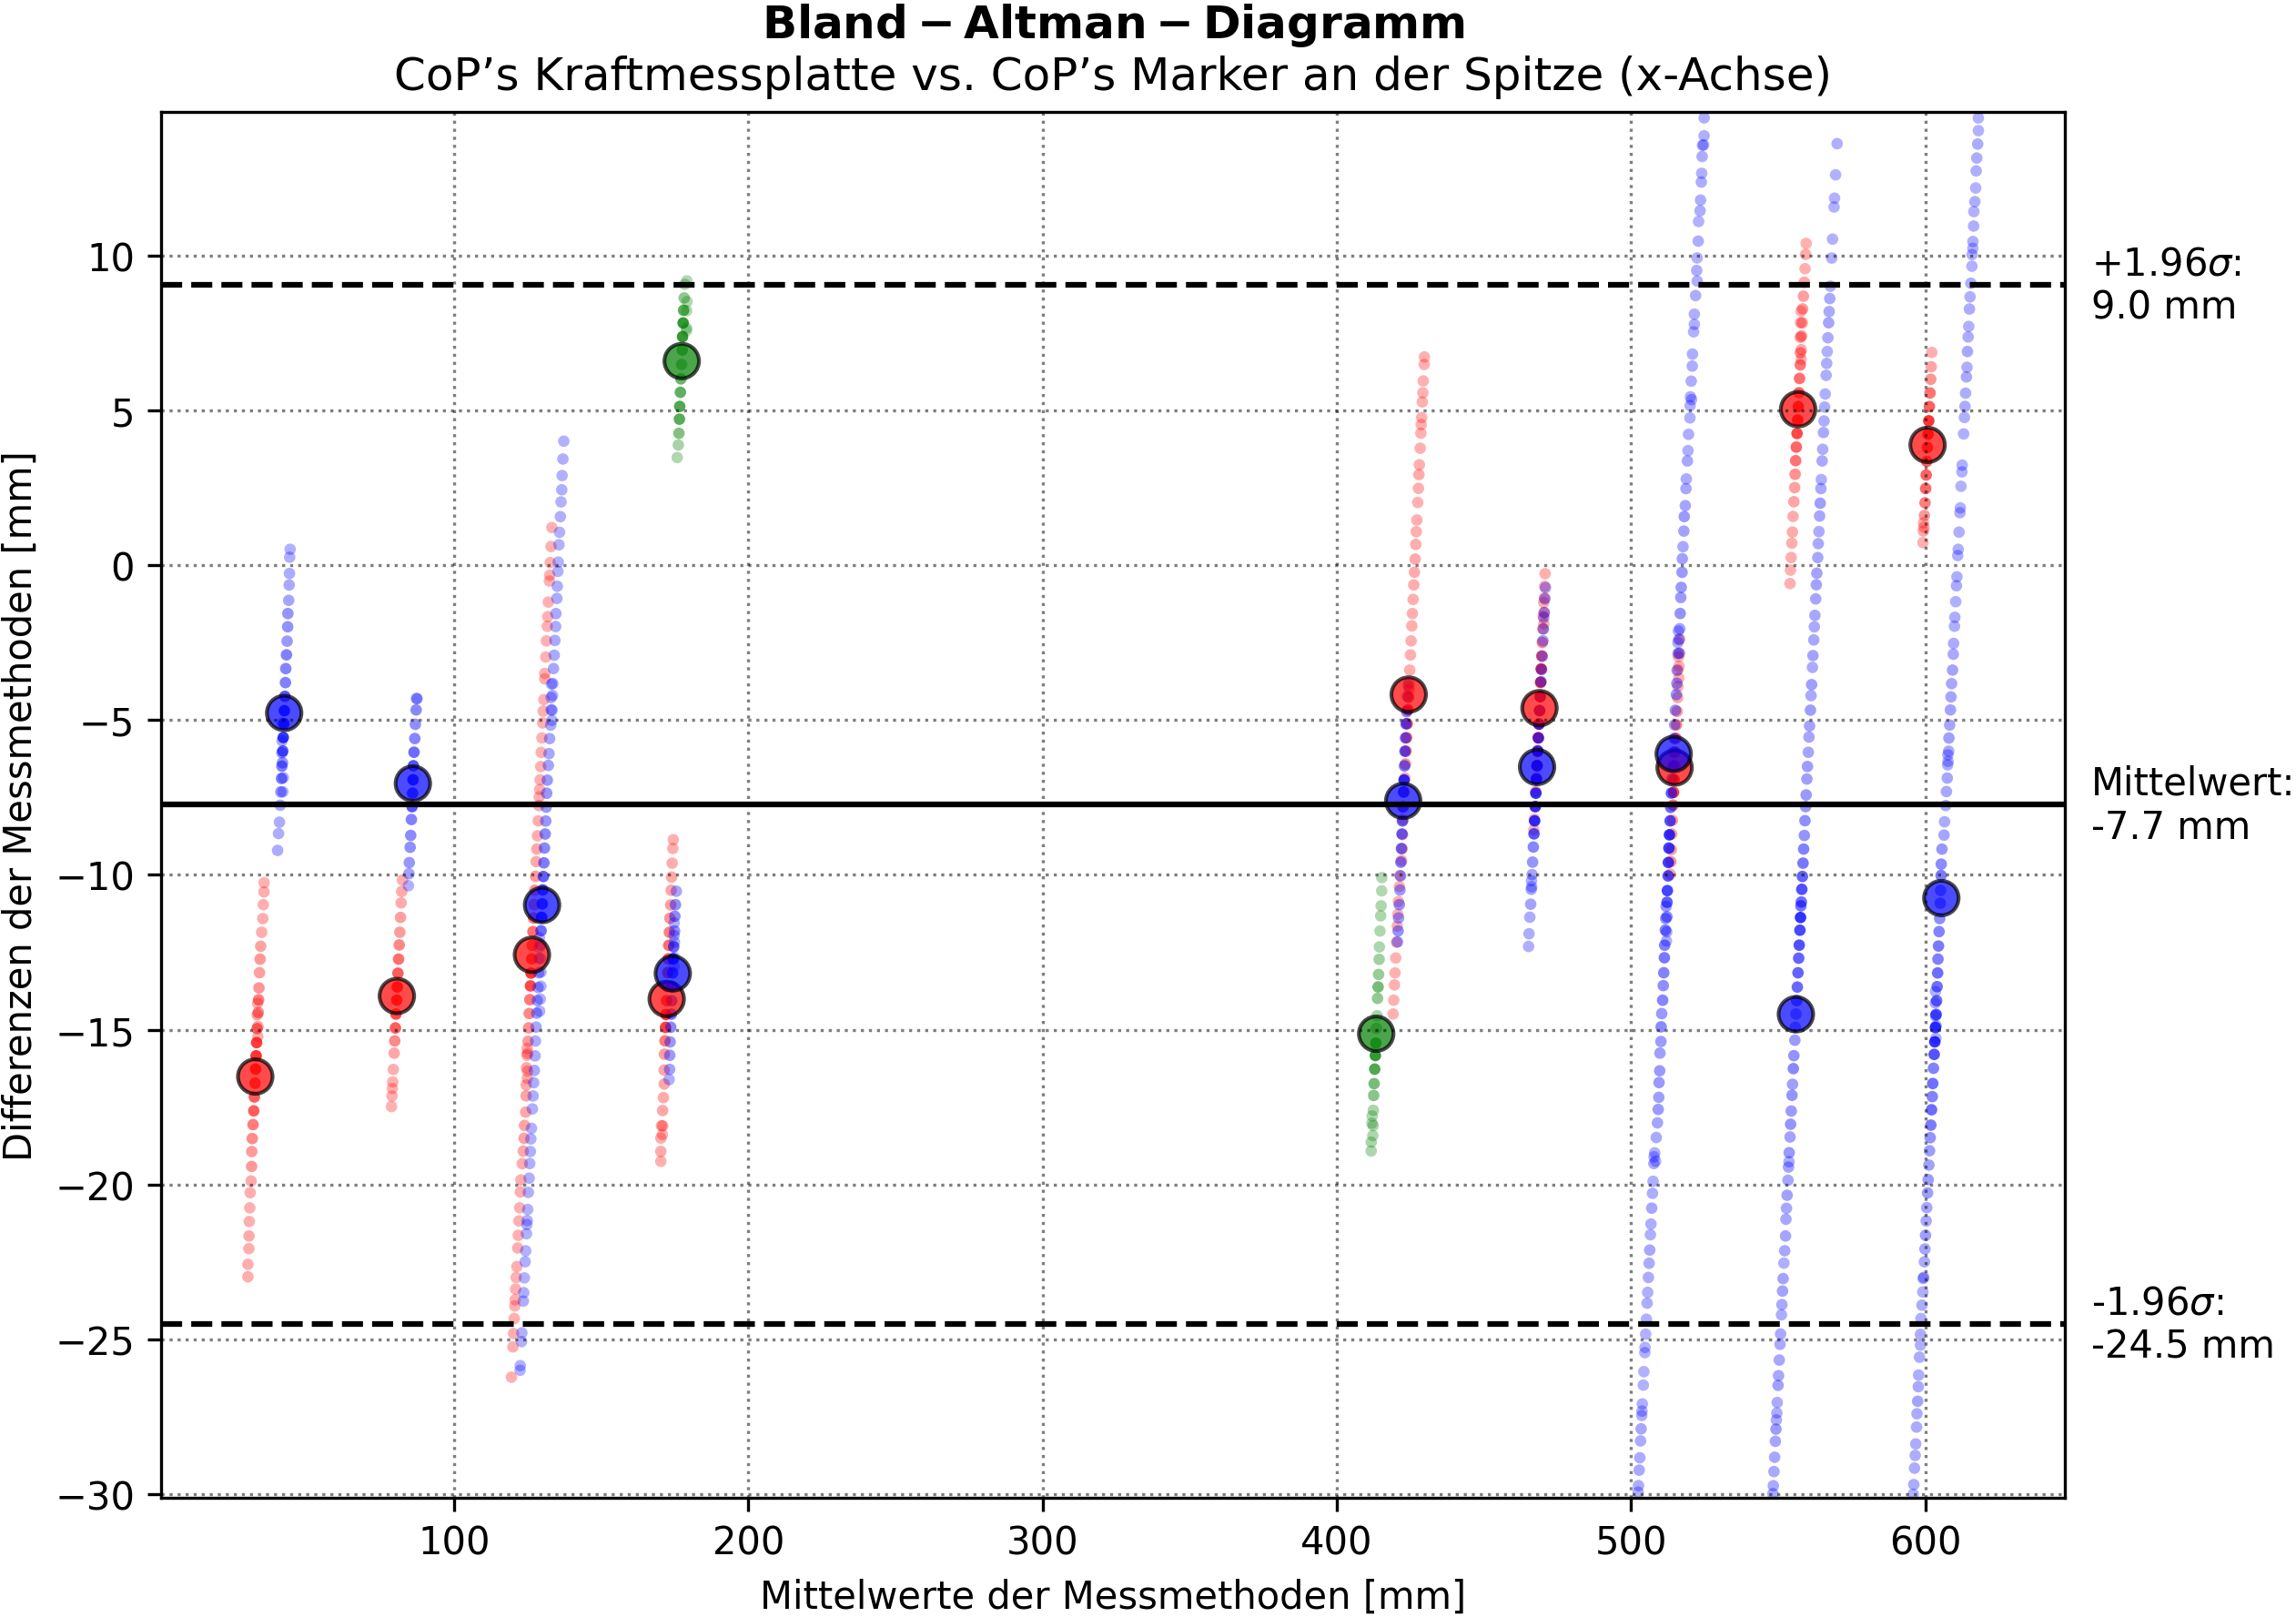 Bland – Altman – Diagramm
CoP’s Kraftmessplatte vs. CoP’s Marker an der Spitze (x-Achse)
Differenzen der Messmethoden [mm]
10
5
0
−5
−10
−15
−20
−25
−30
+1.96σ:
9.0 mm
Mittelwert:
-7.7 mm
-1.96σ:
-24.5 mm
100
200
300
400
500
600
Mittelwerte der Messmethoden [mm]